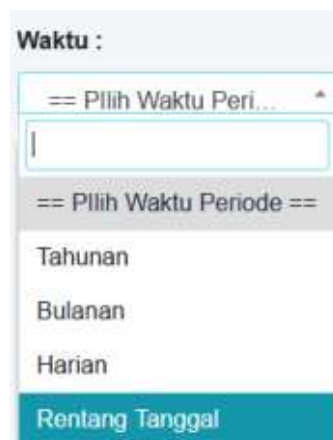 Waktu :
== PIlih Waktu Peri...
== PIlih Waktu Periode ==
Tahunan
Bulanan
Harian
Rentang Tanggal